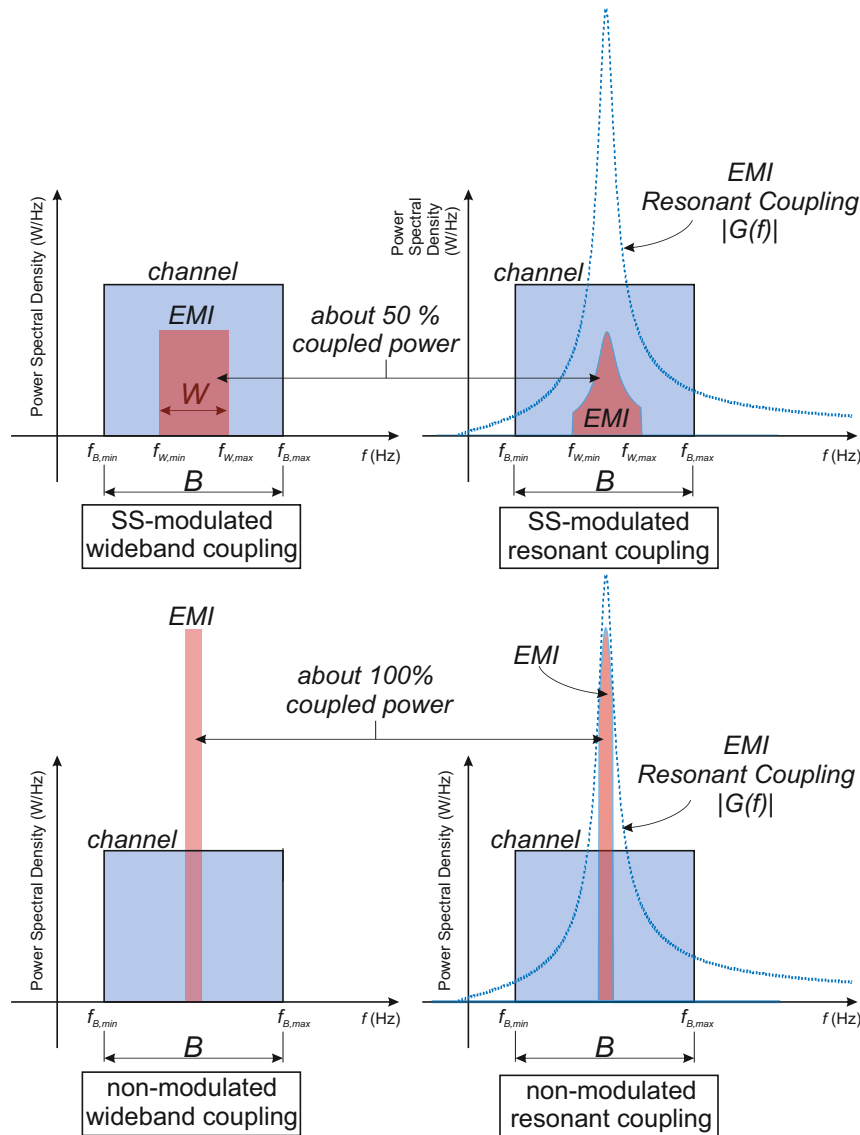 Power Spectral Density (W/Hz)
channel
EMI
W
f_B,min
f_W,min
f_W,max
f_B,max
f (Hz)
B
SS-modulated
wideband coupling
about 50 %
coupled power
Power
Spectral
Density
(W/Hz)
EMI
Resonant Coupling
|G(f)|
channel
EMI
f_B,min
f_W,min
f_W,max
f_B,max
f (Hz)
B
SS-modulated
resonant coupling
EMI
Power Spectral Density (W/Hz)
channel
f_B,min
f_B,max
f (Hz)
B
non-modulated
wideband coupling
about 100%
coupled power
EMI
Power Spectral Density (W/Hz)
EMI
Resonant Coupling
|G(f)|
channel
f_B,min
f_B,max
f (Hz)
B
non-modulated
resonant coupling